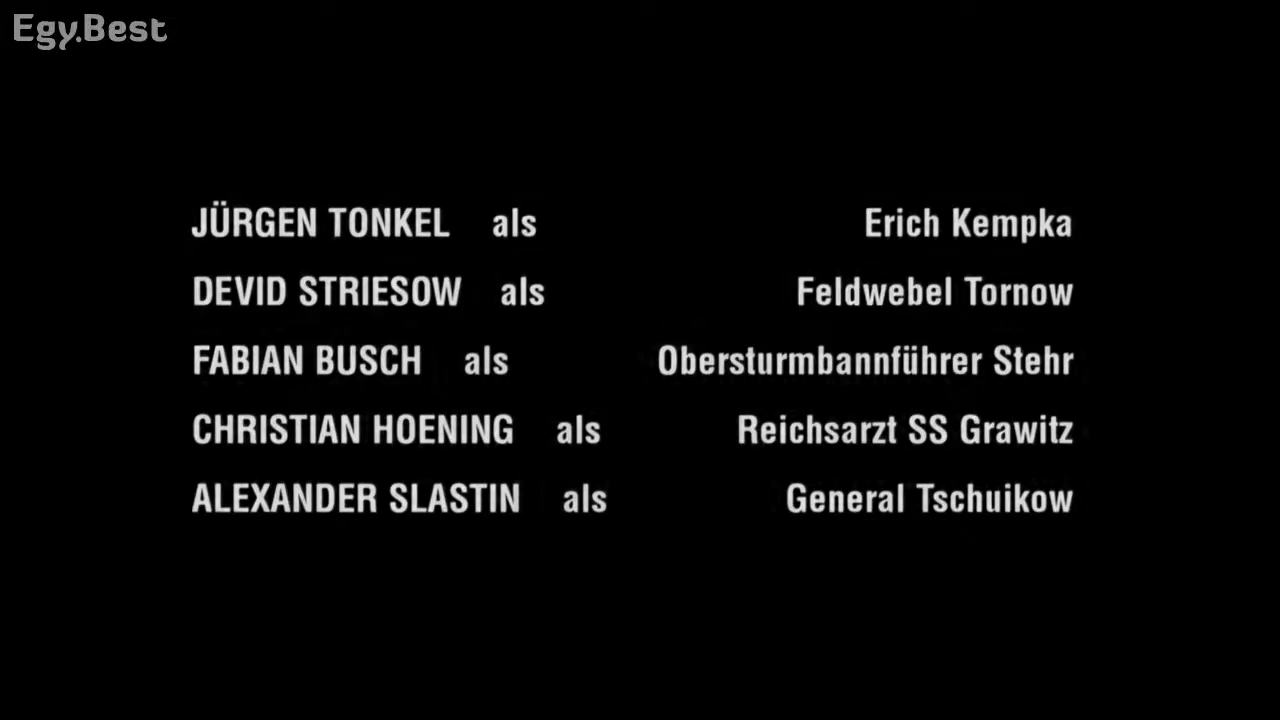 Egy.Best
JÜRGEN TONKEL als Erich Kempka
DEVID STRIESOW als Feldwebel Tornow
FABIAN BUSCH als Obersturmbannführer Stehr
CHRISTIAN HOENING als Reichsarzt SS Grawitz
ALEXANDER SLASTIN als General Tschuikow